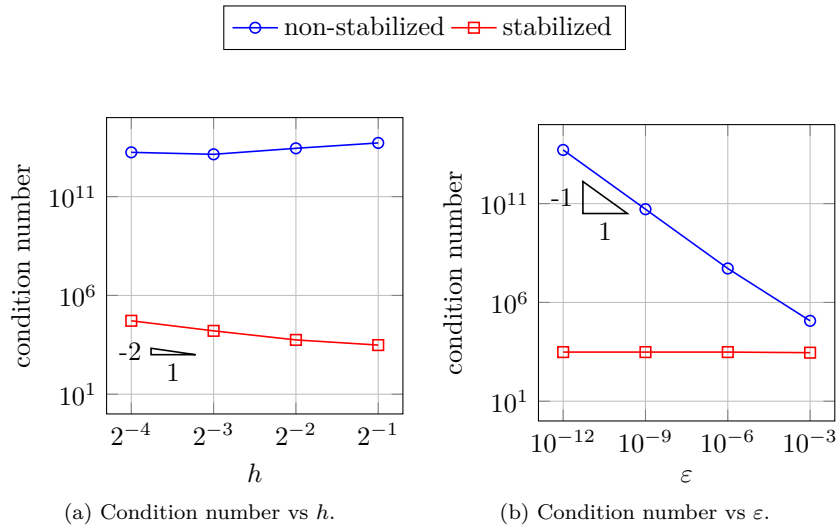 non-stabilized stabilized
condition number
10^11
10^6
10^1
-2
1
2^−4 2^−3 2^−2 2^−1
h
(a) Condition number vs h.
condition number
10^11
10^6
10^1
-1
1
10^−12 10^−9 10^−6 10^−3
ε
(b) Condition number vs ε.